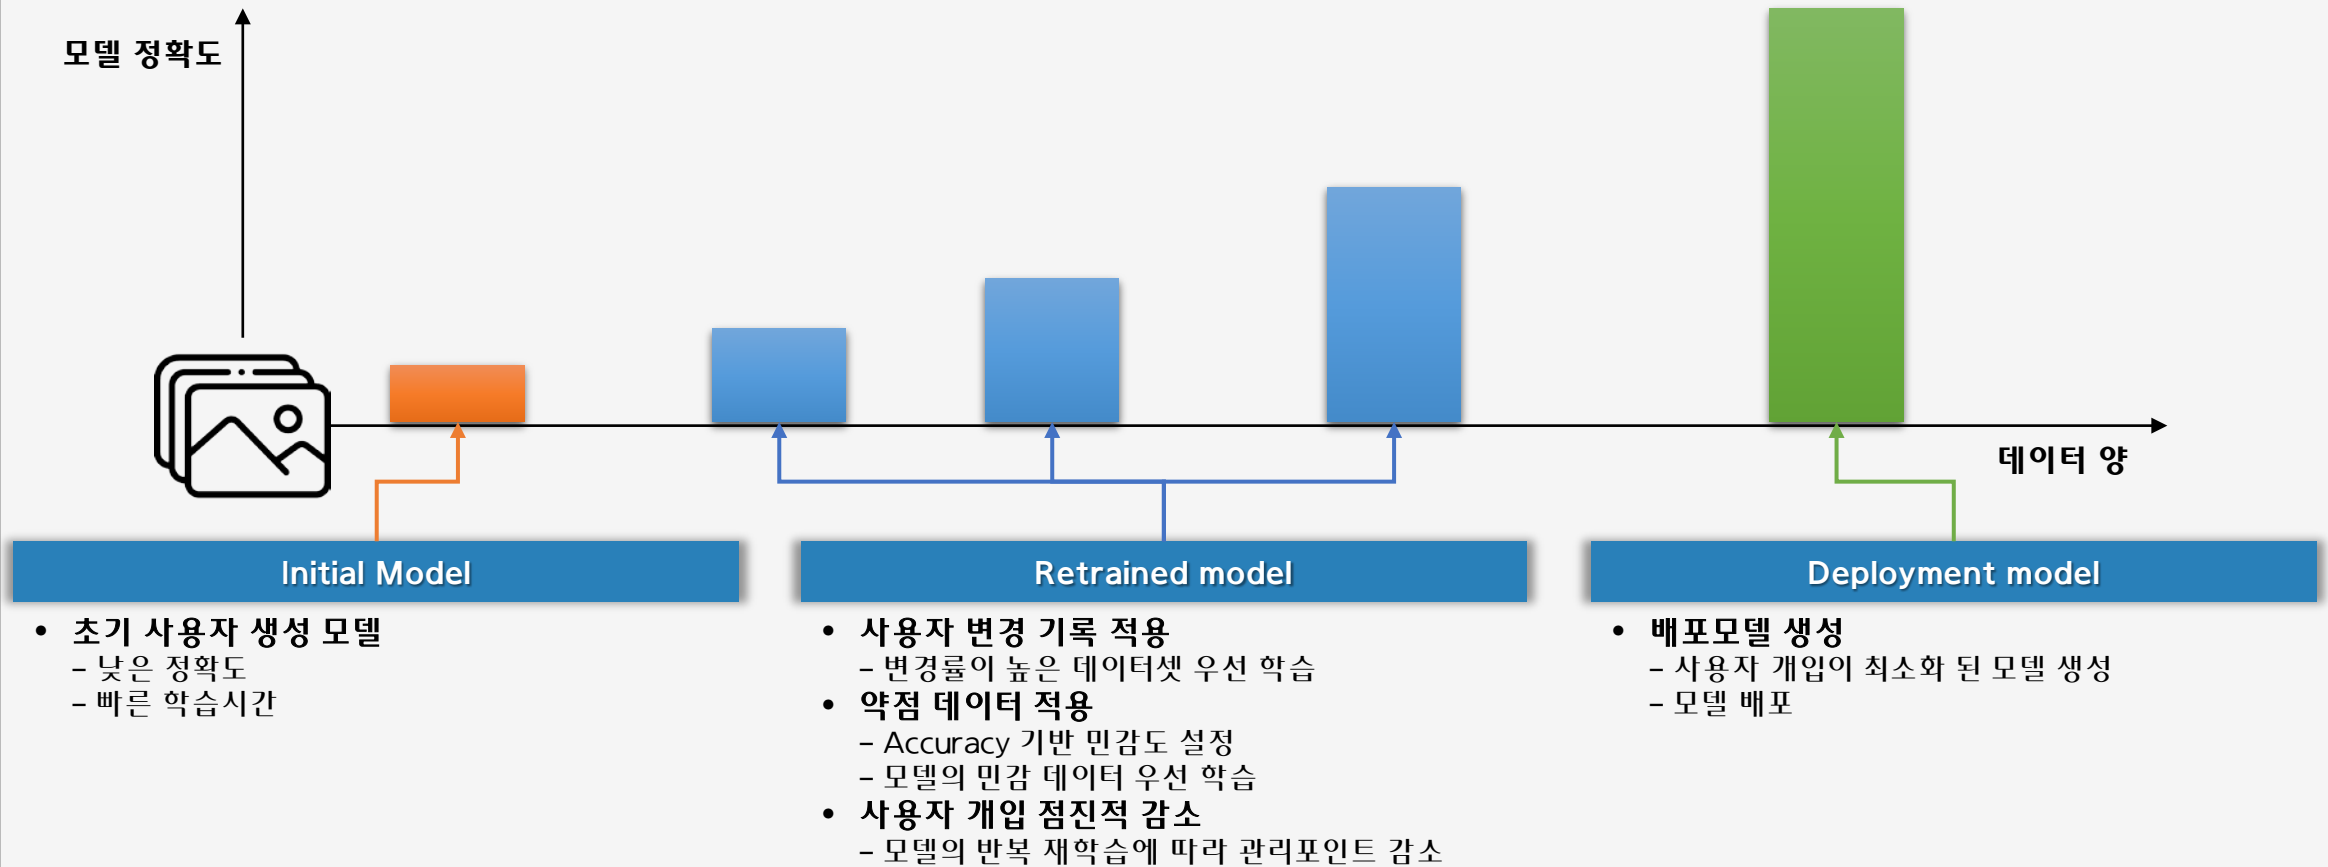 모델 정확도
데이터 양
Initial Model
• 초기 사용자 생성 모델
– 낮은 정확도
– 빠른 학습시간
Retrained model
• 사용자 변경 기록 적용
– 변경률이 높은 데이터셋 우선 학습
• 약점 데이터 적용
– Accuracy 기반 민감도 설정
– 모델의 민감 데이터 우선 학습
• 사용자 개입 점진적 감소
– 모델의 반복 재학습에 따라 관리포인트 감소
Deployment model
• 배포모델 생성
– 사용자 개입이 최소화 된 모델 생성
– 모델 배포